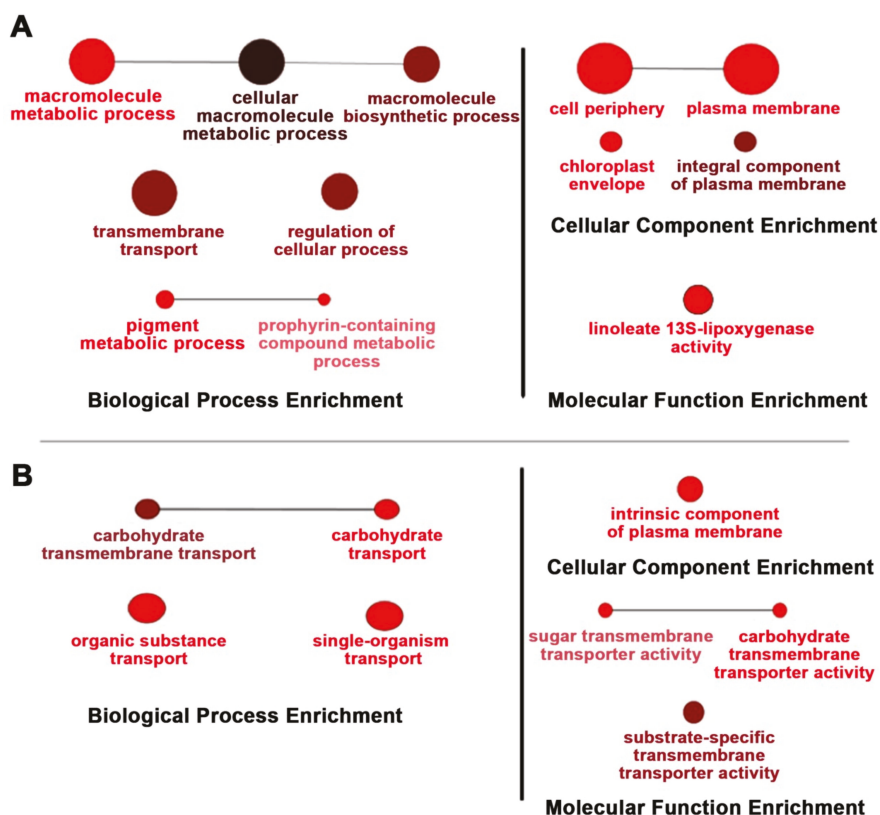 A
macromolecule
metabolic process
cellular
macromolecule
metabolic process
macromolecule
biosynthetic process
transmembrane
transport
regulation of
cellular process
pigment
metabolic process
prophyrin-containing
compound metabolic
process
Biological Process Enrichment
cell periphery
plasma membrane
chloroplast
envelope
integral component
of plasma membrane
Cellular Component Enrichment
linoleate 13S-lipoxygenase
activity
Molecular Function Enrichment
B
carbohydrate
transmembrane transport
carbohydrate
transport
organic substance
transport
single-organism
transport
Biological Process Enrichment
intrinsic component
of plasma membrane
Cellular Component Enrichment
sugar transmembrane
transporter activity
carbohydrate
transmembrane
transporter activity
substrate-specific
transmembrane
transporter activity
Molecular Function Enrichment